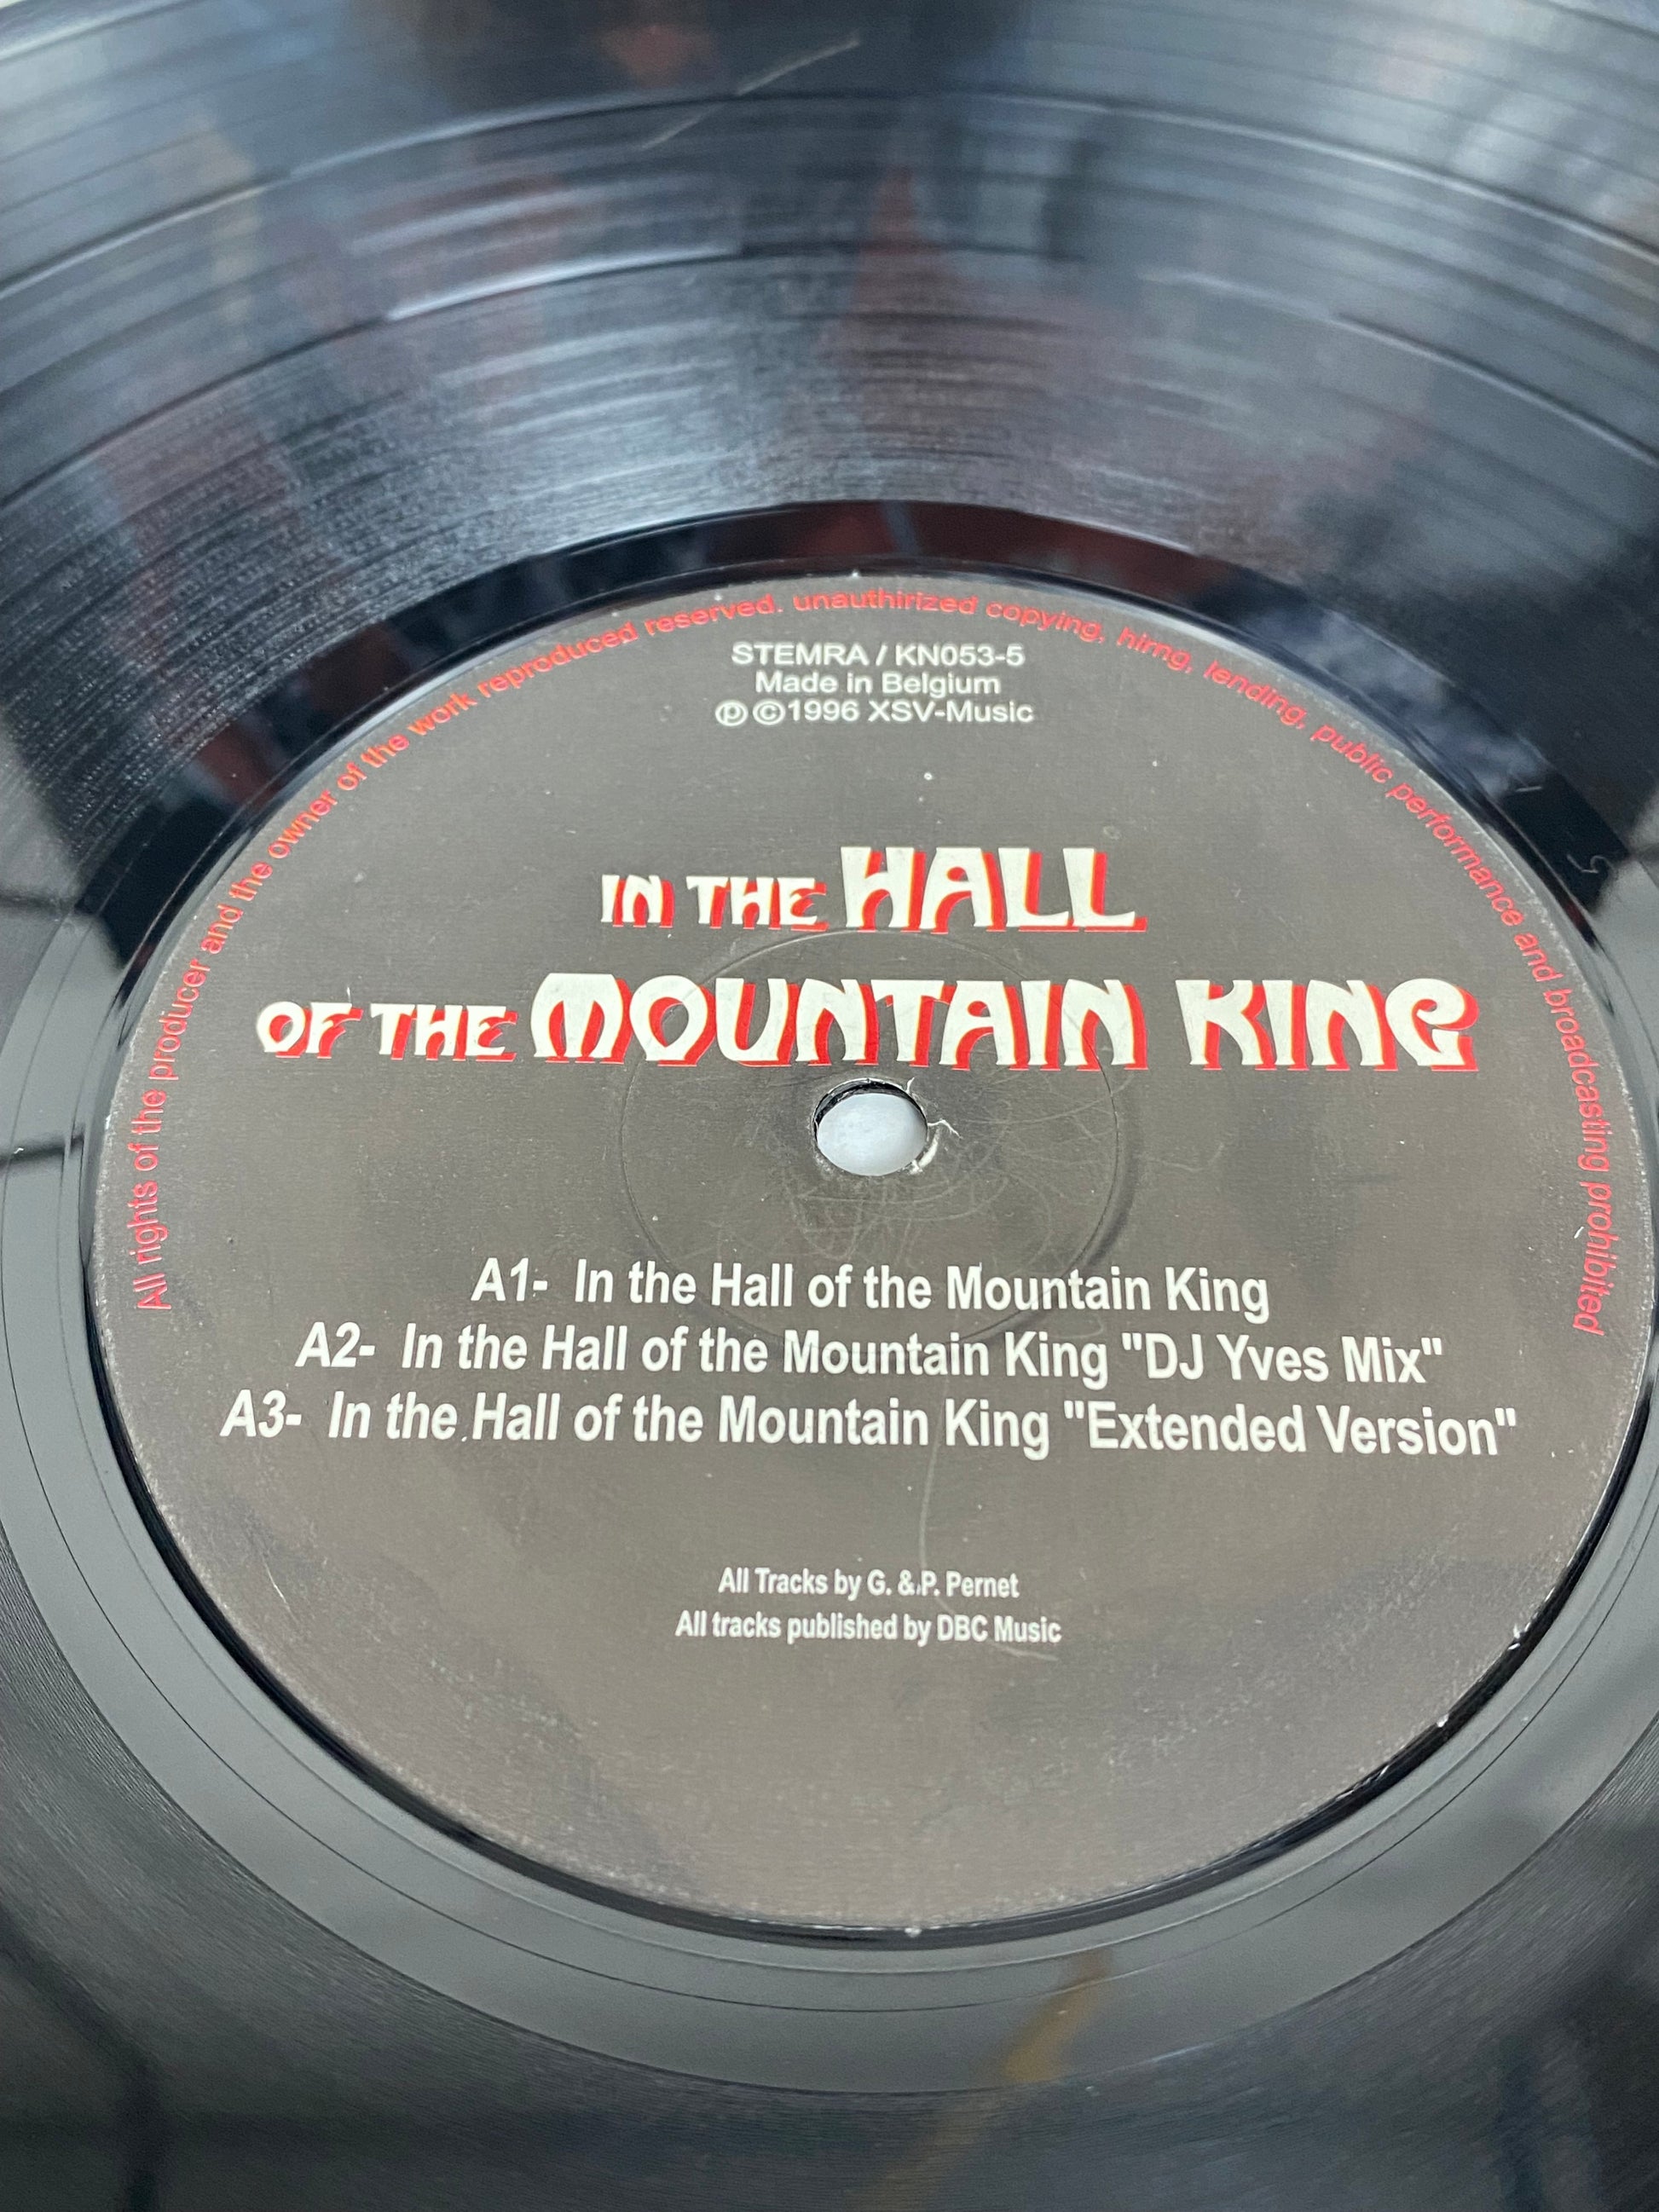 All rights of the producer and the owner of the work reproduced reserved. unauthirized copying, hirng, lending, public performance and broadcasting prohibited
STEMRA / KN053-5
Made in Belgium
℗ ©1996 XSV-Music
IN THE HALL
OF THE MOUNTAIN KING
A1- In the Hall of the Mountain King
A2- In the Hall of the Mountain King "DJ Yves Mix"
A3- In the Hall of the Mountain King "Extended Version"
All Tracks by G. & P. Pernet
All tracks published by DBC Music